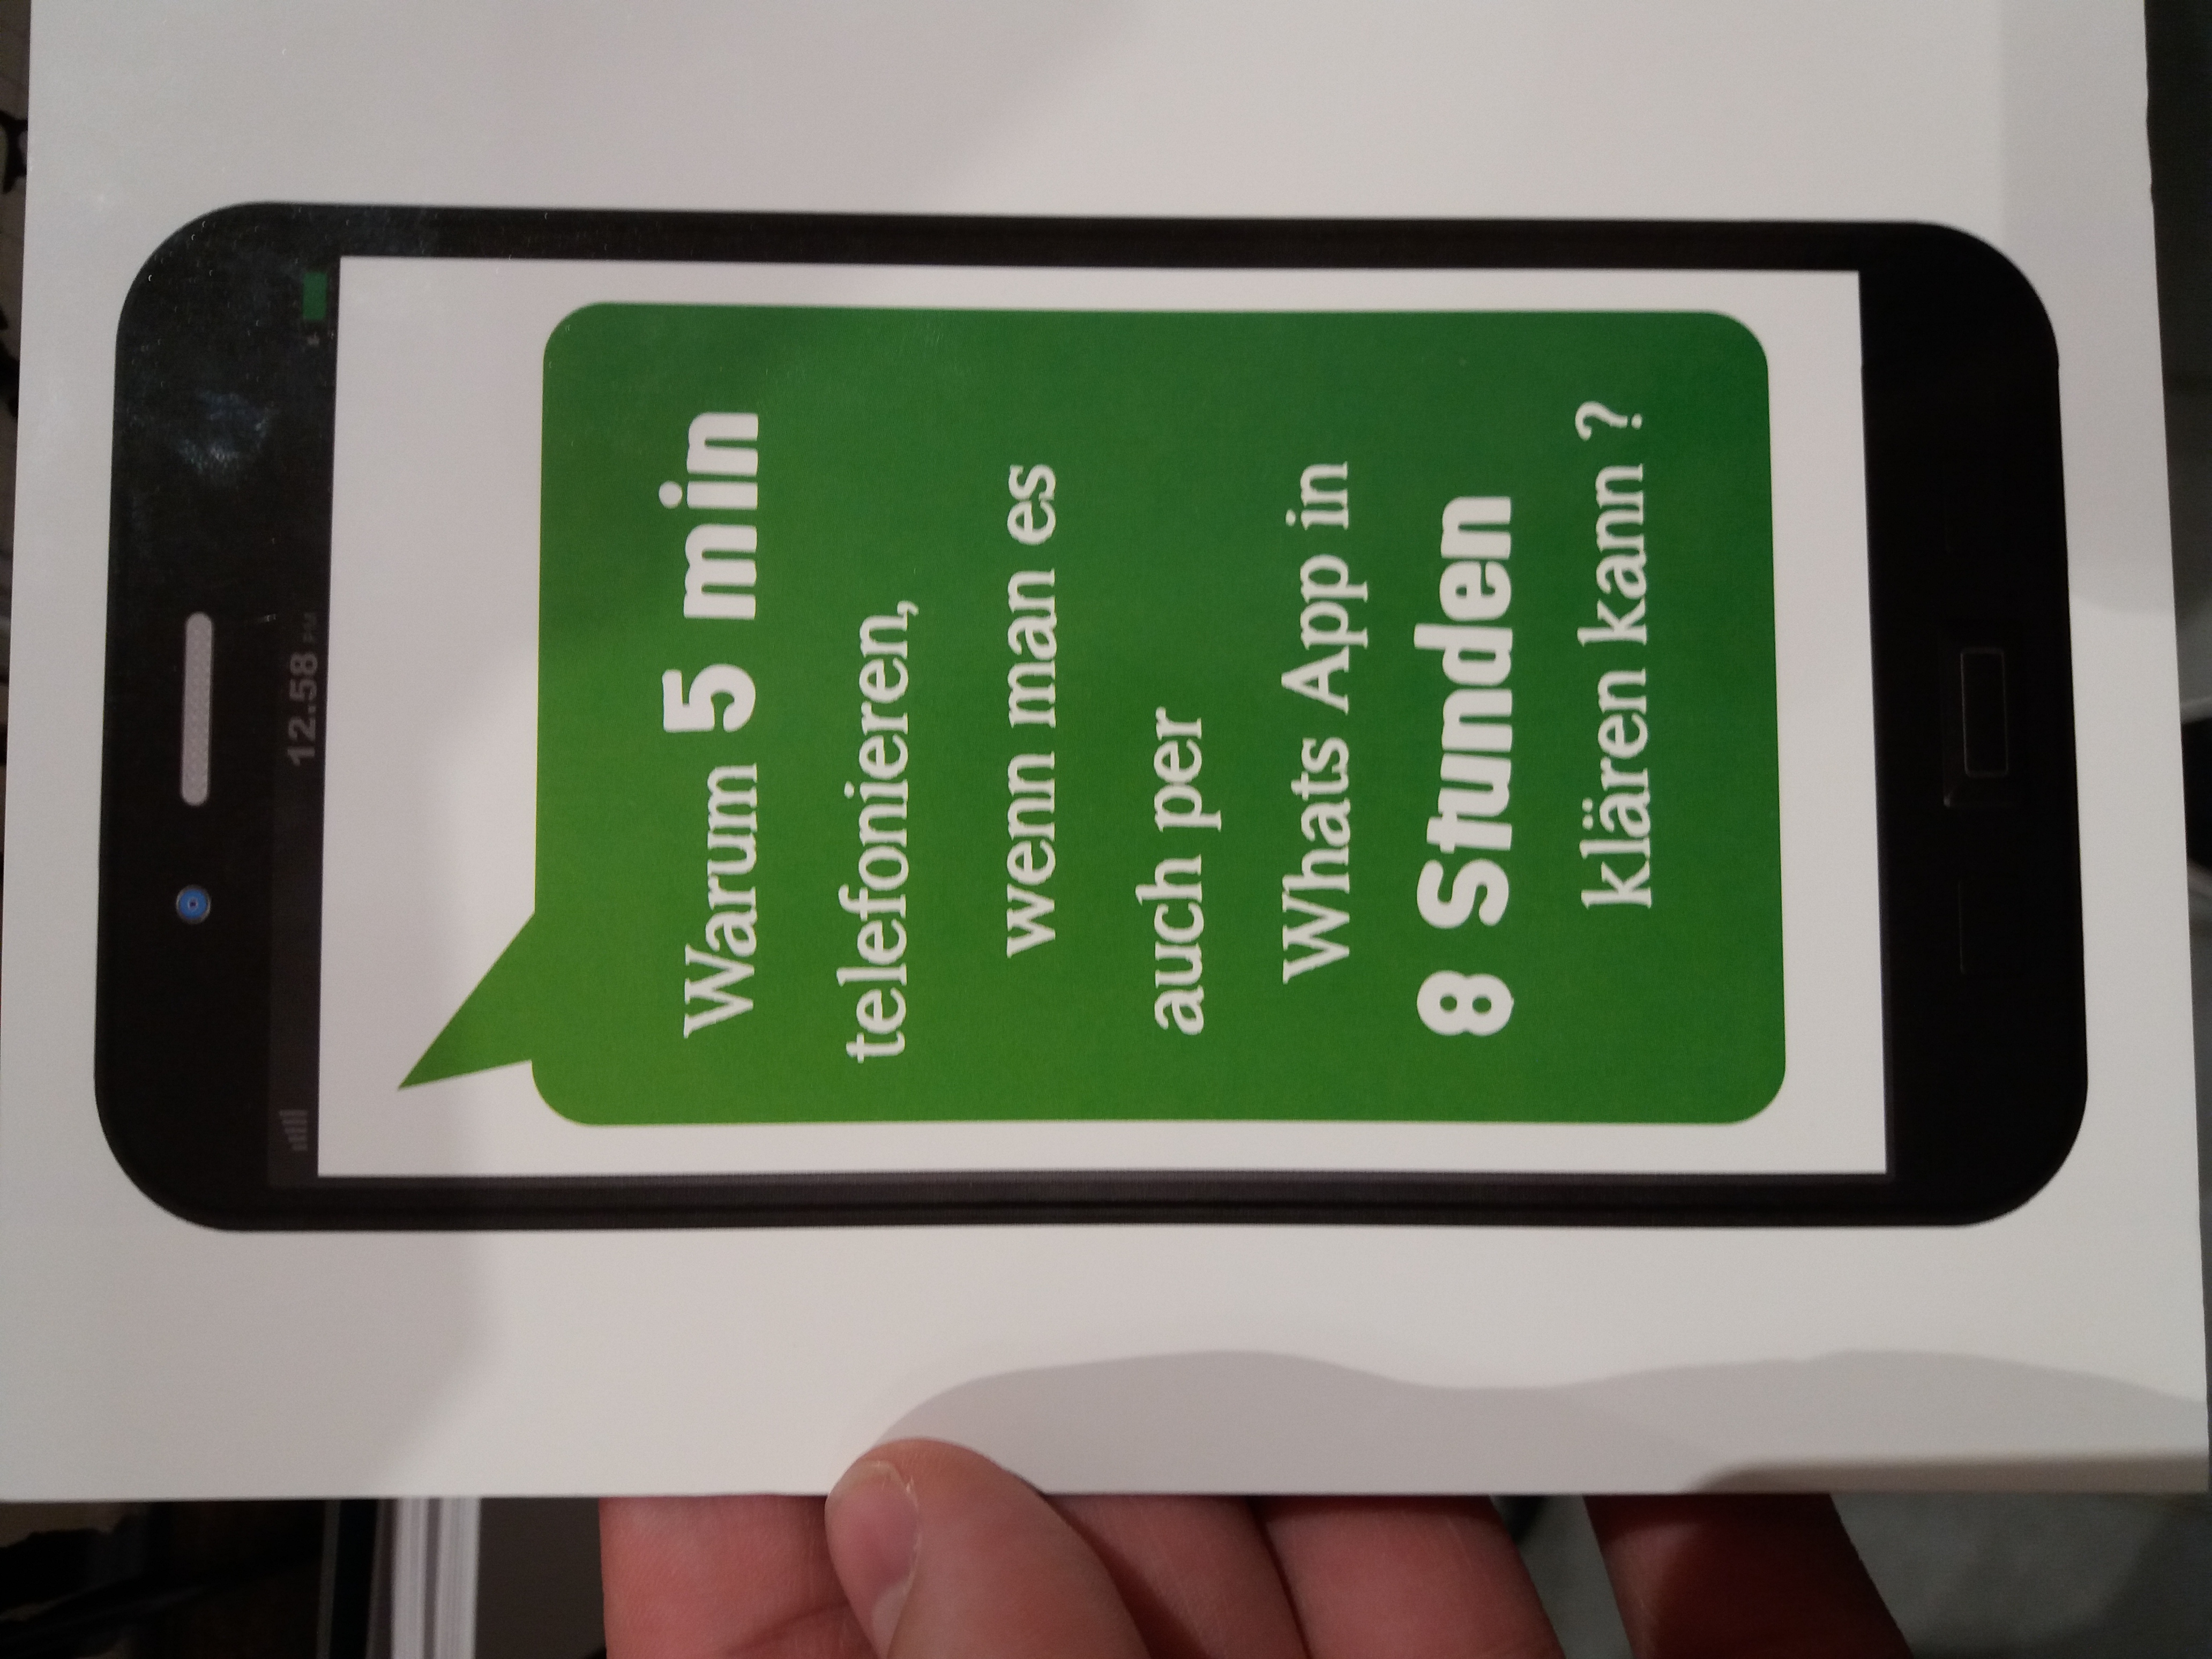 12.58 PM
Warum 5 min
telefonieren,
wenn man es
auch per
Whats App in
8 Stunden
klären kann ?